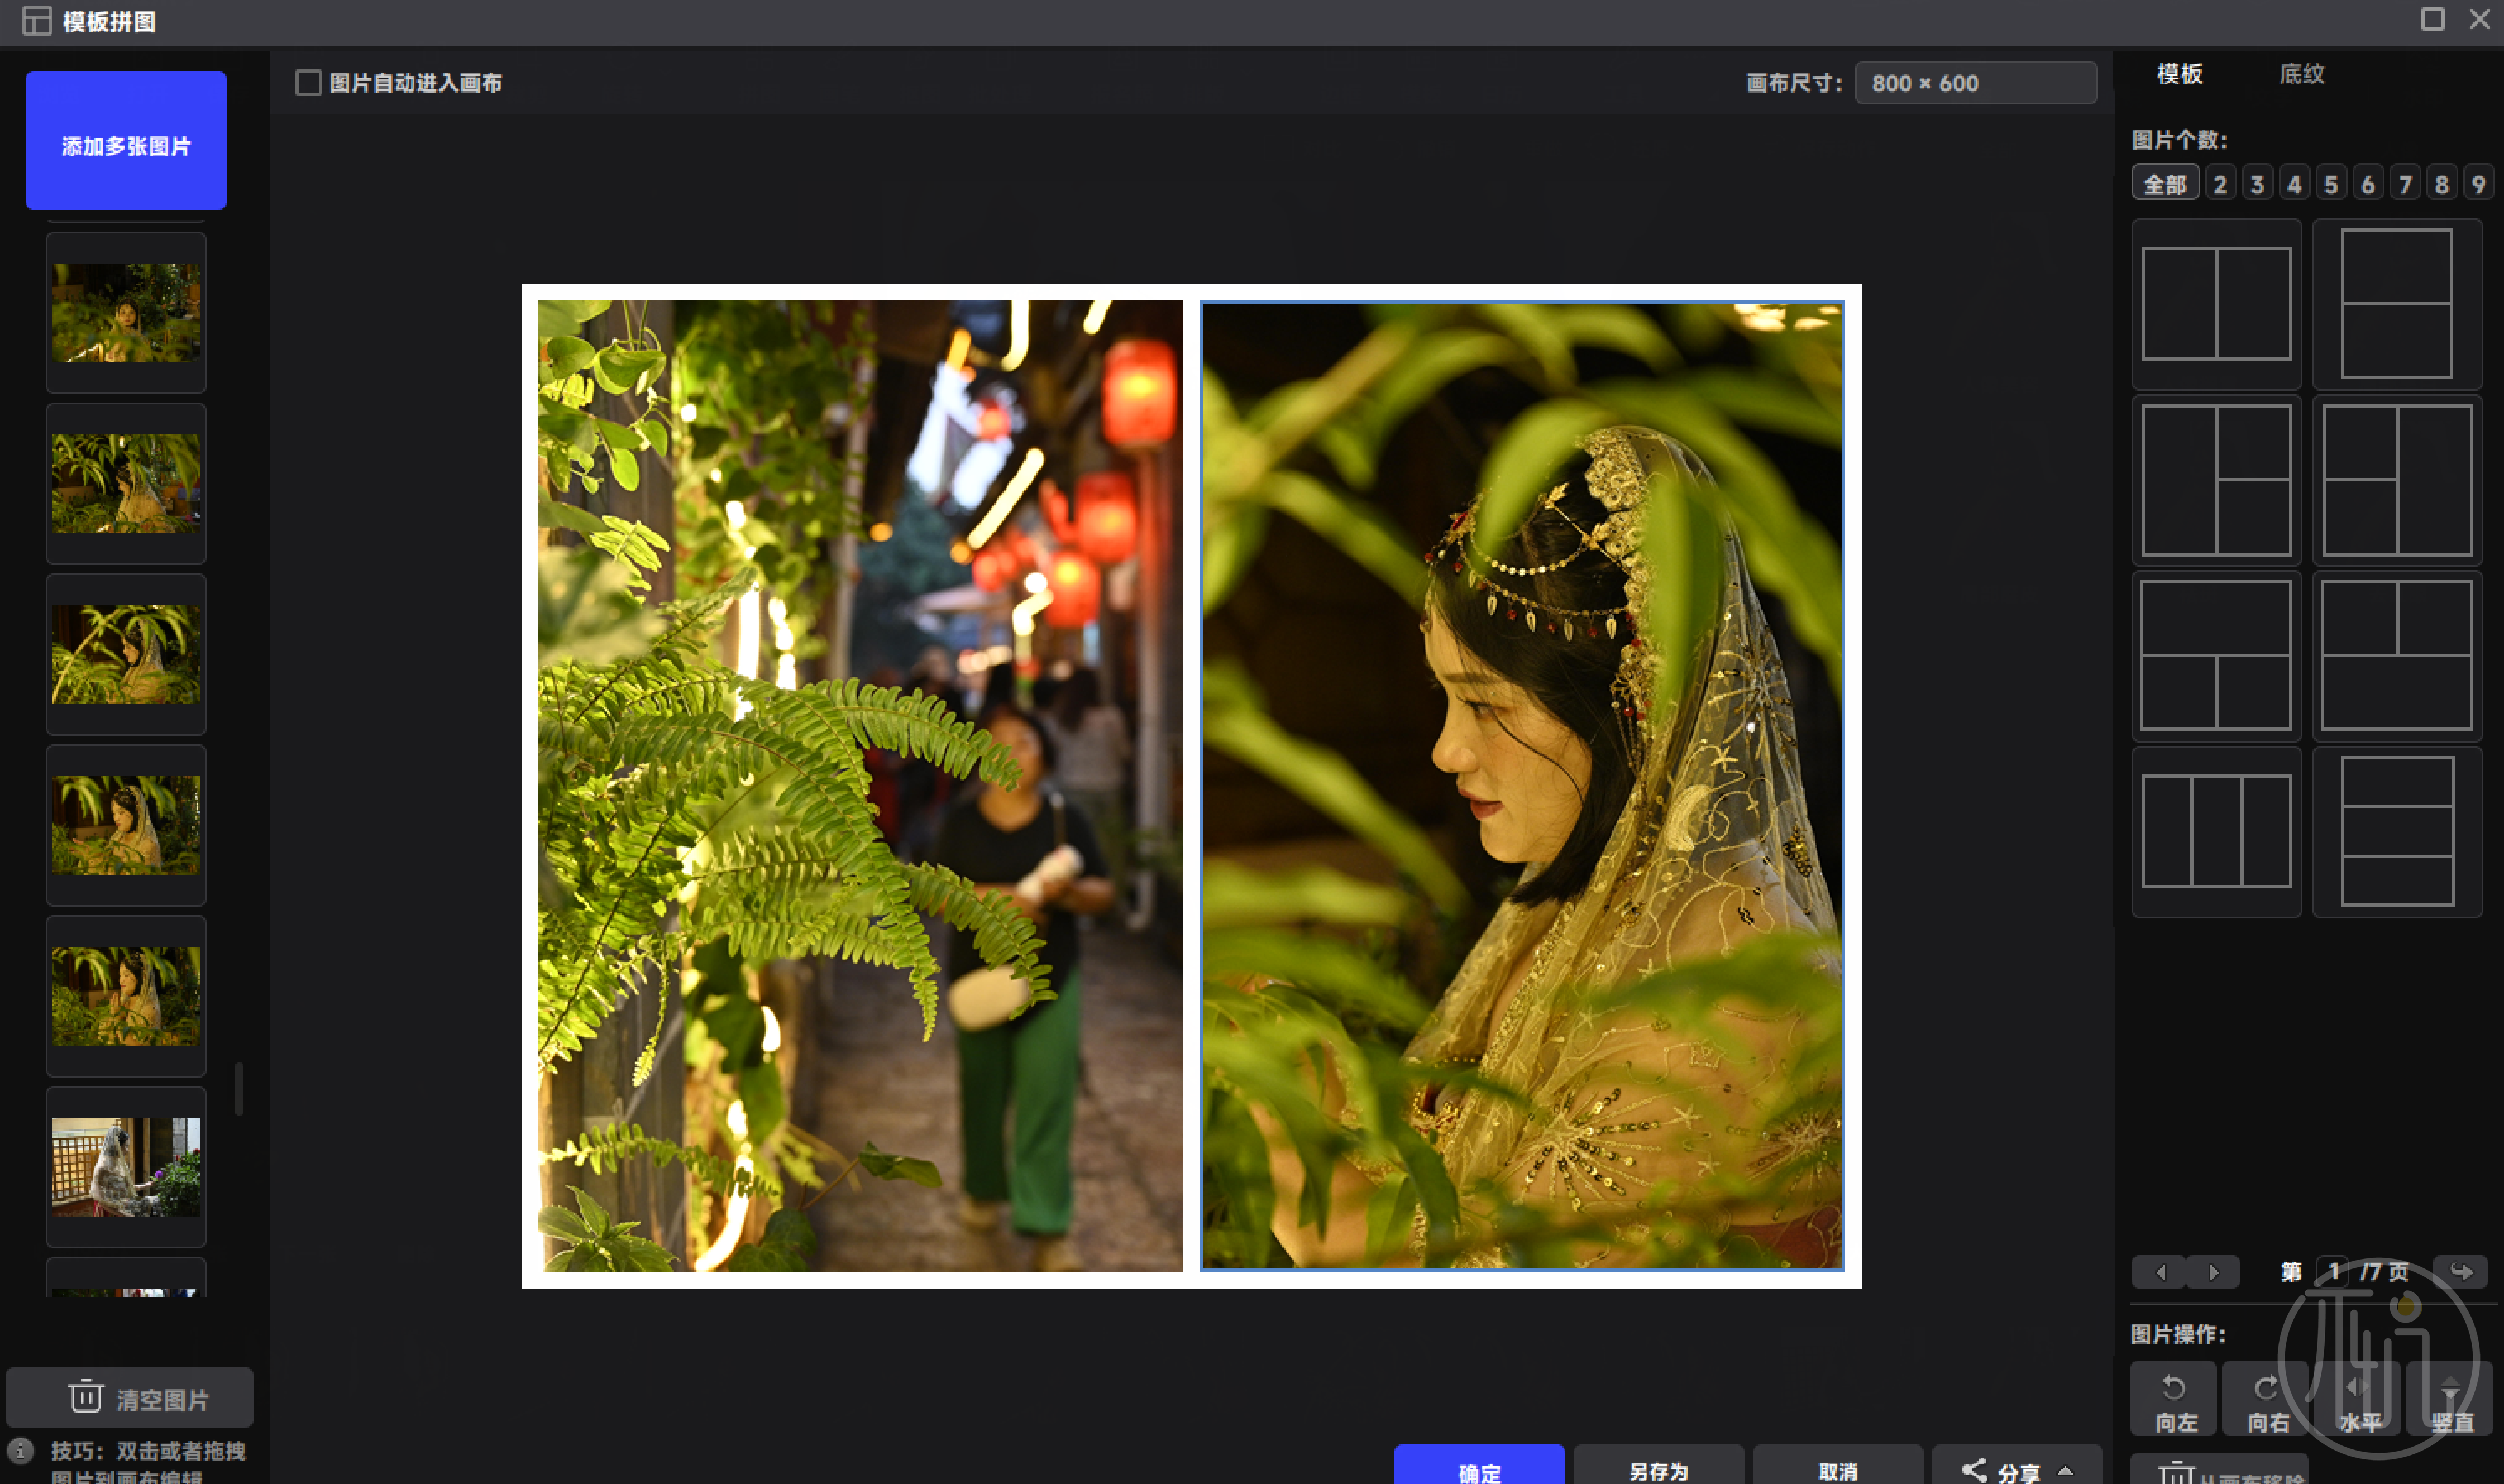 模板拼图
添加多张图片
图片自动进入画布
画布尺寸： 800 × 600
模板 底纹
图片个数：
全部 2 3 4 5 6 7 8 9
第 1 /7 页
图片操作：
向左 向右 水平 竖直
从画布移除
清空图片
技巧：双击或者拖拽
图片到画布编辑
确定 另存为 取消 分享